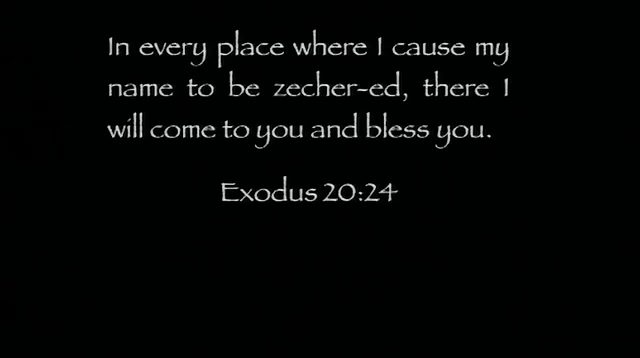 In every place where I cause my
name to be zecher-ed, there I
will come to you and bless you.
Exodus 20:24